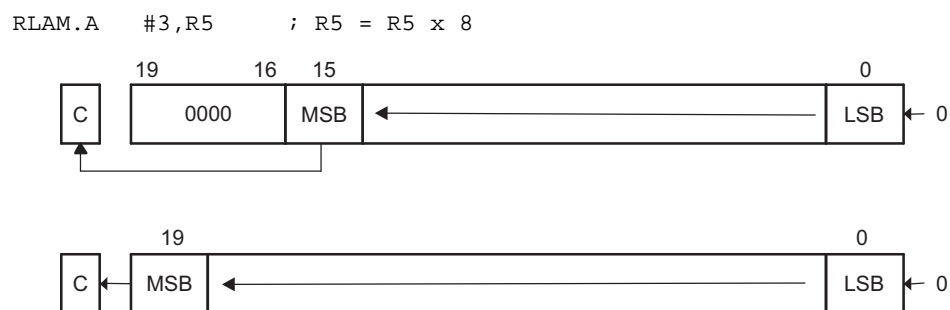 RLAM.A #3,R5 ; R5 = R5 x 8
19 16 15 0
C 0000 MSB LSB 0
19 0
C MSB LSB 0